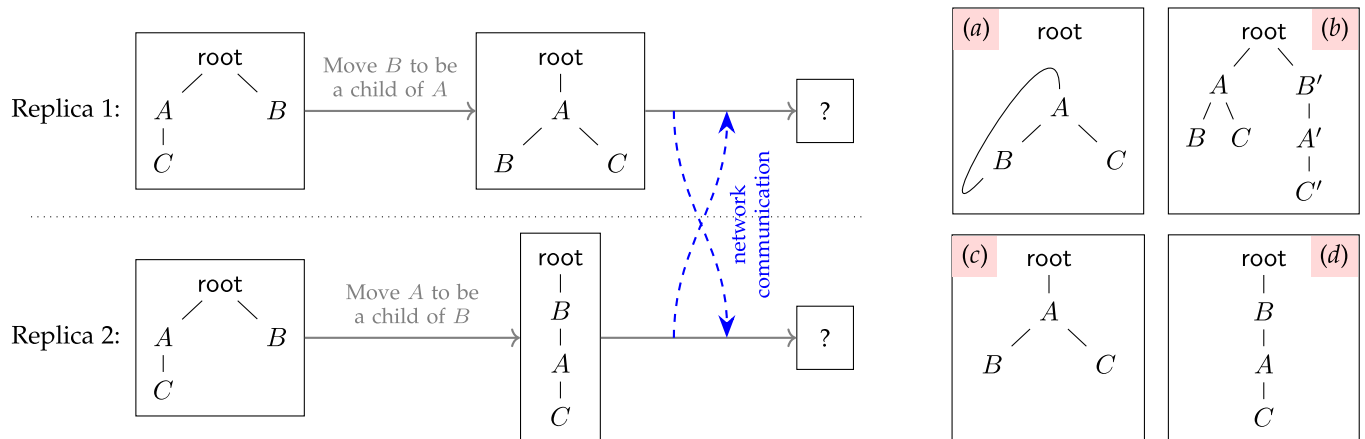 Replica 1:
root
A B
C
Move B to be
a child of A
root
A
B C
?
network
communication
Replica 2:
root
A B
C
Move A to be
a child of B
root
B
A
C
?
(a)
root
A
B C
(b)
root
A B′
B C A′
C′
(c)
root
A
B C
(d)
root
B
A
C